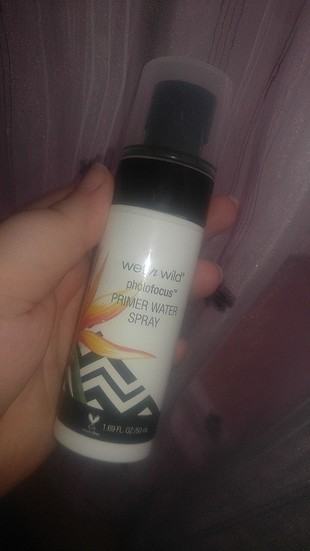 wet n wild®
photofocus™
PRIMER WATER
SPRAY
1.69 FL. OZ/50 mL